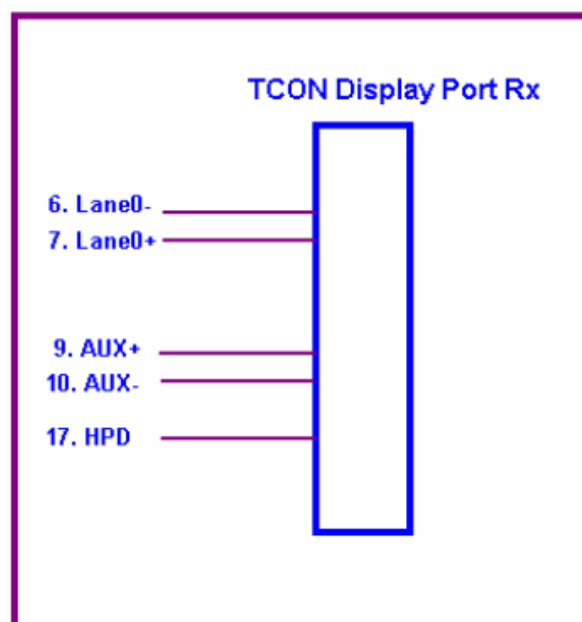 TCON Display Port Rx
6. Lane0-
7. Lane0+
9. AUX+
10. AUX-
17. HPD